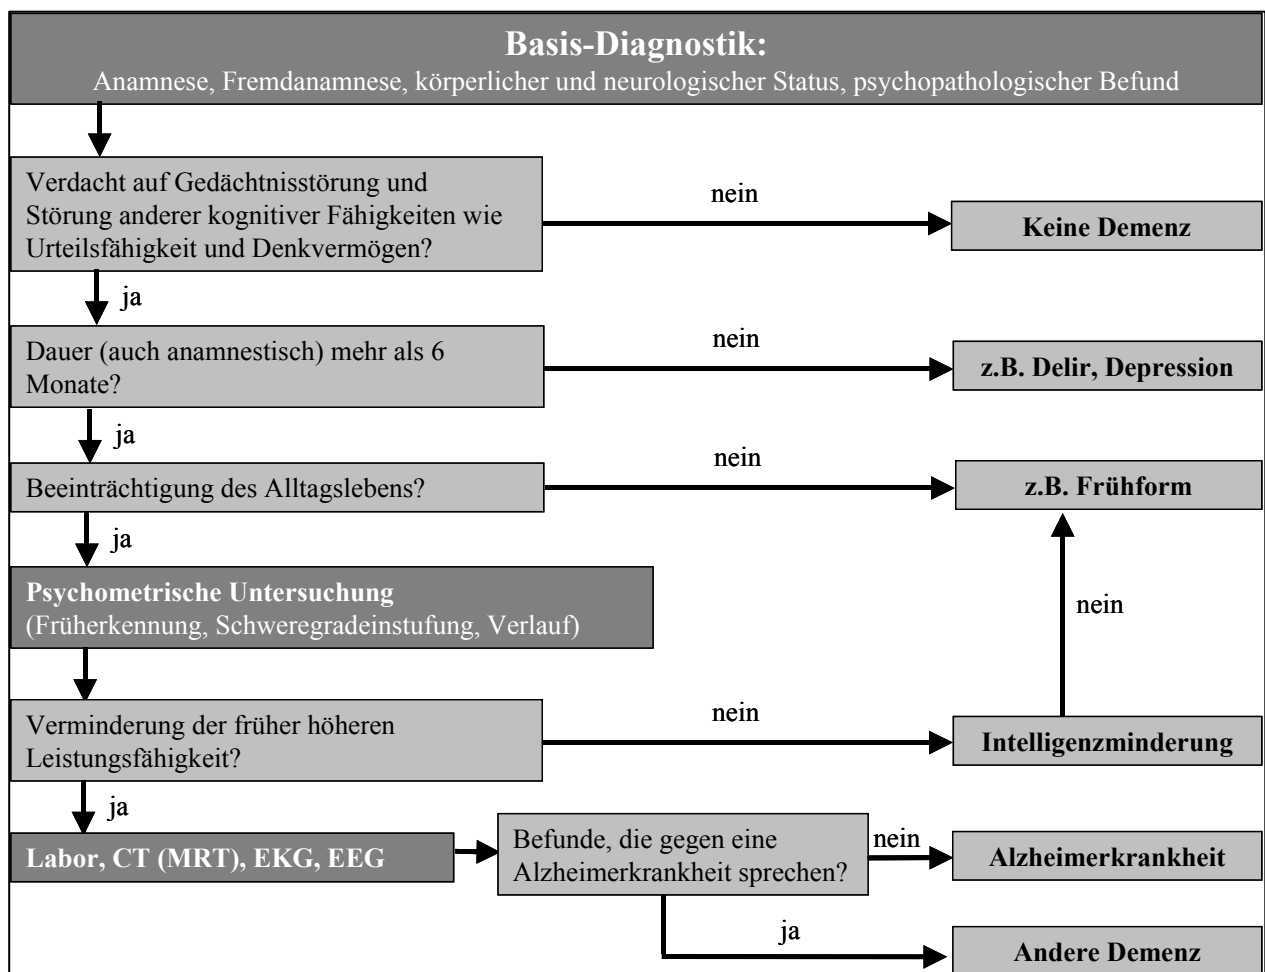 Basis-Diagnostik:
Anamnese, Fremdanamnese, körperlicher und neurologischer Status, psychopathologischer Befund
Verdacht auf Gedächtnisstörung und
Störung anderer kognitiver Fähigkeiten wie
Urteilsfähigkeit und Denkvermögen?
nein
Keine Demenz
ja
Dauer (auch anamnestisch) mehr als 6
Monate?
nein
z.B. Delir, Depression
ja
Beeinträchtigung des Alltagslebens?
nein
z.B. Frühform
ja
Psychometrische Untersuchung
(Früherkennung, Schweregradeinstufung, Verlauf)
nein
Verminderung der früher höheren
Leistungsfähigkeit?
nein
Intelligenzminderung
ja
Labor, CT (MRT), EKG, EEG
Befunde, die gegen eine
Alzheimerkrankheit sprechen?
nein
Alzheimerkrankheit
ja
Andere Demenz